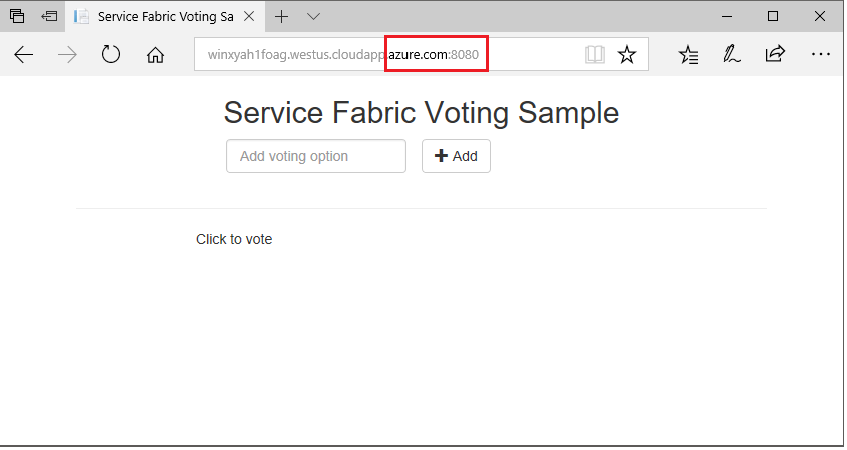 Service Fabric Voting Sa
winxyah1foag.westus.cloudapp.azure.com:8080
Service Fabric Voting Sample
Add voting option
Add
Click to vote